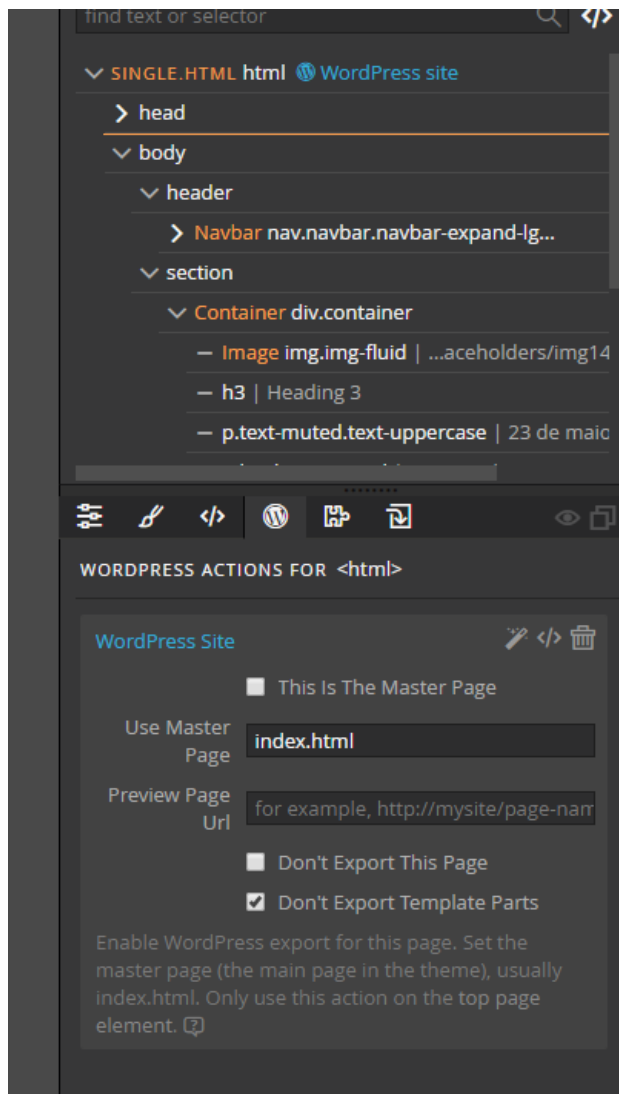 find text or selector
SINGLE.HTML html WordPress site
head
body
header
Navbar nav.navbar.navbar-expand-lg...
section
Container div.container
Image img.img-fluid | ...aceholders/img14
h3 | Heading 3
p.text-muted.text-uppercase | 23 de maio
WORDPRESS ACTIONS FOR <html>
WordPress Site
This Is The Master Page
Use Master Page
index.html
Preview Page Url
for example, http://mysite/page-nam
Don't Export This Page
Don't Export Template Parts
Enable WordPress export for this page. Set the
master page (the main page in the theme), usually
index.html. Only use this action on the top page
element.